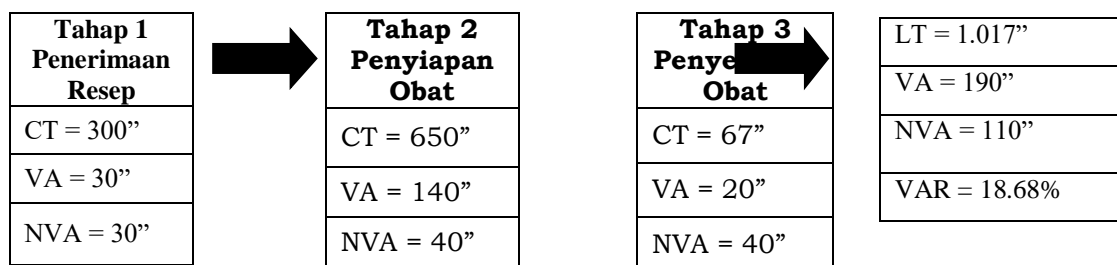 Tahap 1
Penerimaan
Resep
CT = 300”
VA = 30”
NVA = 30”
Tahap 2
Penyiapan
Obat
CT = 650”
VA = 140”
NVA = 40”
Tahap 3
Obat
CT = 67”
VA = 20”
NVA = 40”
LT = 1.017”
VA = 190”
NVA = 110”
VAR = 18.68%